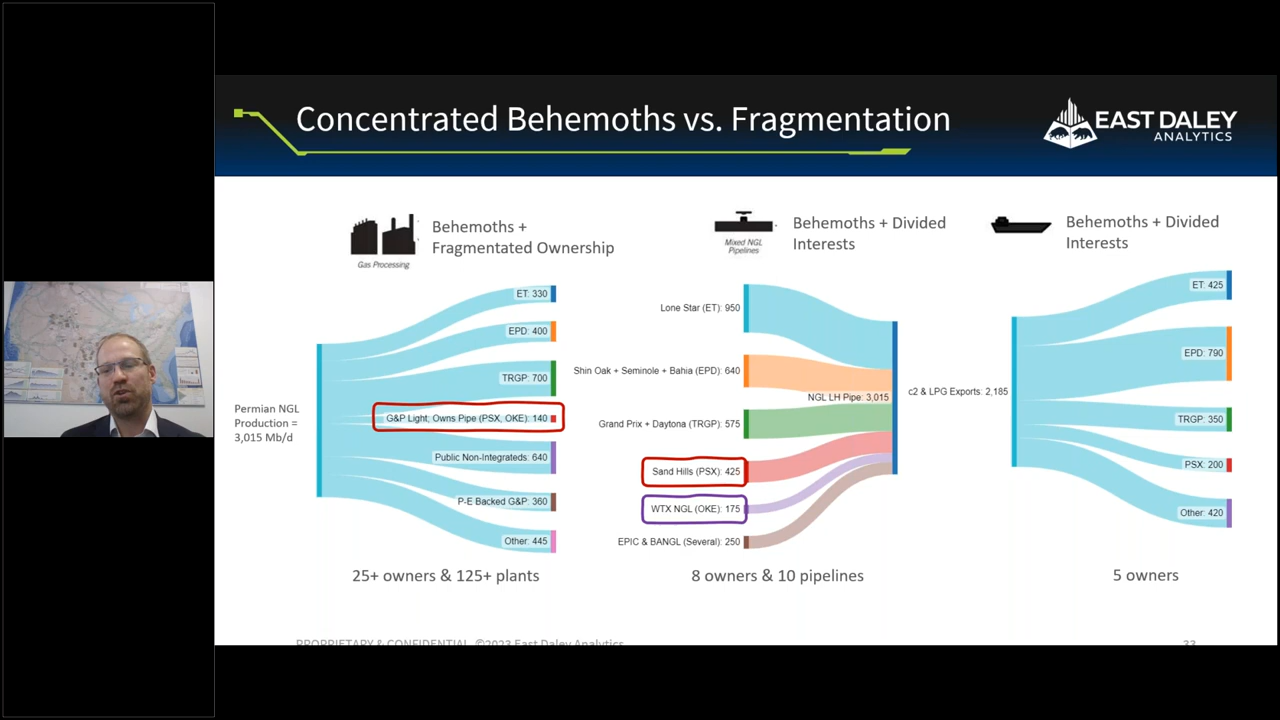 Concentrated Behemoths vs. Fragmentation
EAST DALEY
ANALYTICS
Gas Processing
Behemoths +
Fragmentated Ownership
Mixed NGL
Pipelines
Behemoths + Divided
Interests
Behemoths + Divided
Interests
Permian NGL
Production =
3,015 Mb/d
ET: 330
EPD: 400
TRGP: 700
G&P Light; Owns Pipe (PSX, OKE): 140
Public Non-Integrateds: 640
P-E Backed G&P: 360
Other: 445
25+ owners & 125+ plants
Lone Star (ET): 950
Shin Oak + Seminole + Bahia (EPD): 640
Grand Prix + Daytona (TRGP): 575
Sand Hills (PSX): 425
WTX NGL (OKE): 175
EPIC & BANGL (Several): 250
NGL LH Pipe: 3,015
8 owners & 10 pipelines
c2 & LPG Exports: 2,185
ET: 425
EPD: 790
TRGP: 350
PSX: 200
Other: 420
5 owners
PROPRIETARY & CONFIDENTIAL ©2023 East Daley Analytics
33